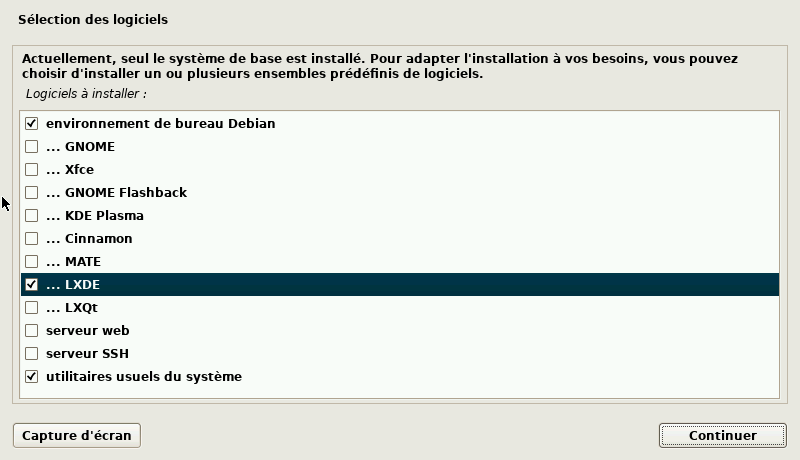 Sélection des logiciels
Actuellement, seul le système de base est installé. Pour adapter l'installation à vos besoins, vous pouvez
choisir d'installer un ou plusieurs ensembles prédéfinis de logiciels.
Logiciels à installer :
environnement de bureau Debian
... GNOME
... Xfce
... GNOME Flashback
... KDE Plasma
... Cinnamon
... MATE
... LXDE
... LXQt
serveur web
serveur SSH
utilitaires usuels du système
Capture d'écran
Continuer